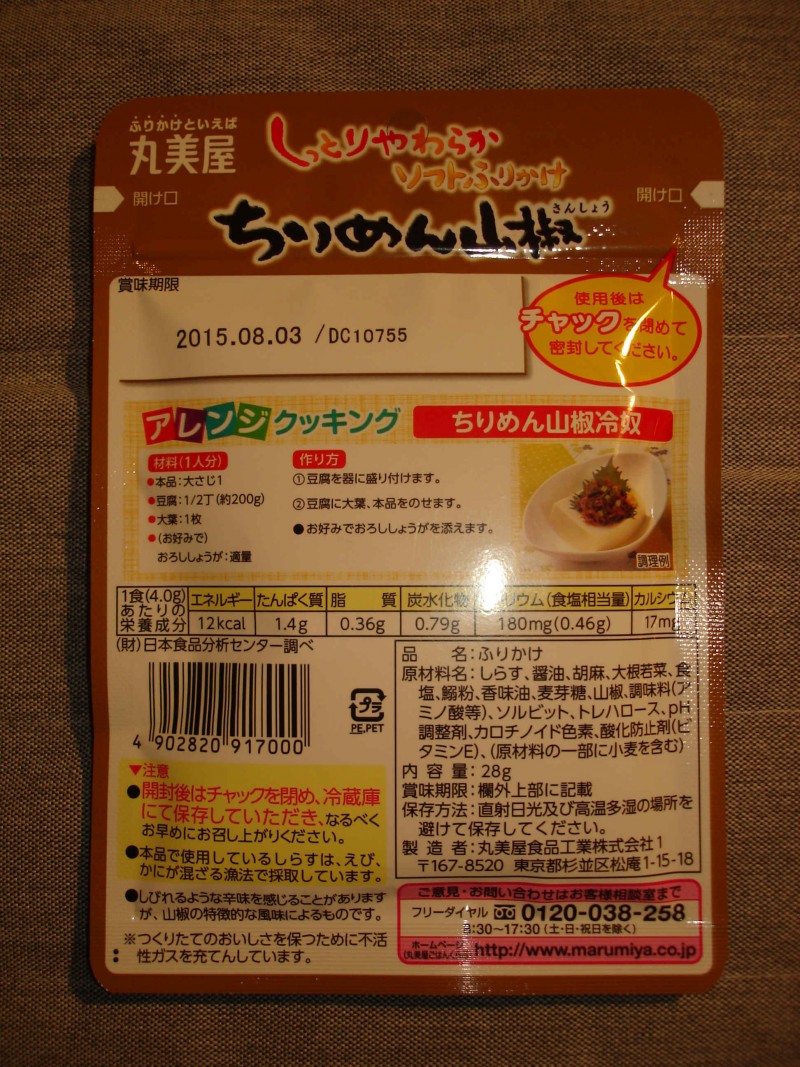 ふりかけといえば
丸美屋
しっとりやわらか
ソフトふりかけ
開け口
開け口
さんしょう
ちりめん山椒
賞味期限
2015.08.03 /DC10755
使用後は
チャックを閉めて
密封してください。
アレンジクッキング
ちりめん山椒冷奴
材料(1人分)
●本品:大さじ1
●豆腐:1/2丁(約200g)
●大葉:1枚
●(お好みで)
おろししょうが:適量
作り方
①豆腐を器に盛り付けます。
②豆腐に大葉、本品をのせます。
●お好みでおろししょうがを添えます。
調理例
1食(4.0g)あたりの栄養成分
エネルギー たんぱく質 脂質 炭水化物 リウム(食塩相当量) カルシウム
12kcal 1.4g 0.36g 0.79g 180mg(0.46g) 17mg
(財)日本食品分析センター調べ
4 902820 917000
プラ
PE,PET
▼注意
●開封後はチャックを閉め、冷蔵庫
にて保存していただき、なるべく
お早めにお召し上がりください。
●本品で使用しているしらすは、えび、
かにが混ざる漁法で採取しています。
●しびれるような辛味を感じることがあります
が、山椒の特徴的な風味によるものです。
※つくりたてのおいしさを保つために不活
性ガスを充てんしています。
品名:ふりかけ
原材料名:しらす、醤油、胡麻、大根若菜、食
塩、鰯粉、香味油、麦芽糖、山椒、調味料(ア
ミノ酸等)、ソルビット、トレハロース、pH
調整剤、カロチノイド色素、酸化防止剤(ビ
タミンE)、(原材料の一部に小麦を含む)
内容量:28g
賞味期限:欄外上部に記載
保存方法:直射日光及び高温多湿の場所を
避けて保存してください。
製造者:丸美屋食品工業株式会社1
〒167-8520 東京都杉並区松庵1-15-18
ご意見・お問い合わせはお客様相談室まで
フリーダイヤル 0120-038-258
:30〜17:30(土・日・祝日を除く)
ホームページ
http://www.marumiya.co.jp